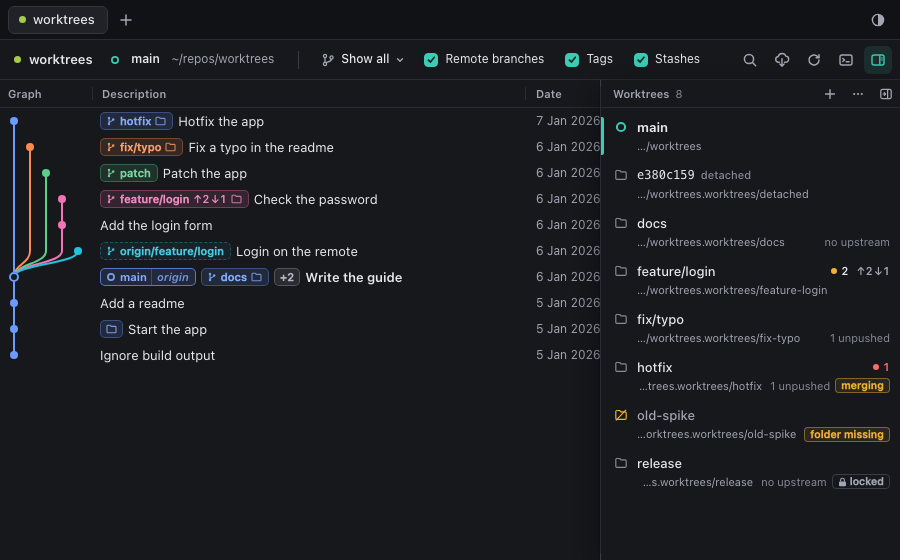 worktrees
worktrees main ~/repos/worktrees Show all Remote branches Tags Stashes
Graph Description Date
hotfix Hotfix the app 7 Jan 2026
fix/typo Fix a typo in the readme 6 Jan 2026
patch Patch the app 6 Jan 2026
feature/login ↑2↓1 Check the password 6 Jan 2026
Add the login form 6 Jan 2026
origin/feature/login Login on the remote 6 Jan 2026
main origin docs +2 Write the guide 6 Jan 2026
Add a readme 5 Jan 2026
Start the app 5 Jan 2026
Ignore build output 5 Jan 2026
Worktrees 8
main
.../worktrees
e380c159 detached
.../worktrees.worktrees/detached
docs
.../worktrees.worktrees/docs no upstream
feature/login 2 ↑2↓1
.../worktrees.worktrees/feature-login
fix/typo
.../worktrees.worktrees/fix-typo 1 unpushed
hotfix 1
...trees.worktrees/hotfix 1 unpushed merging
old-spike
...orktrees.worktrees/old-spike folder missing
release
...s.worktrees/release no upstream locked